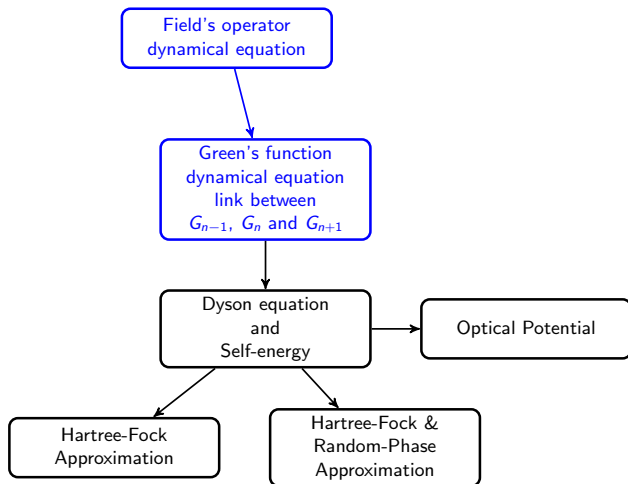 Field's operator
dynamical equation
Green's function
dynamical equation
link between
G_{n−1}, G_n and G_{n+1}
Dyson equation
and
Self-energy
Optical Potential
Hartree-Fock
Approximation
Hartree-Fock &
Random-Phase
Approximation